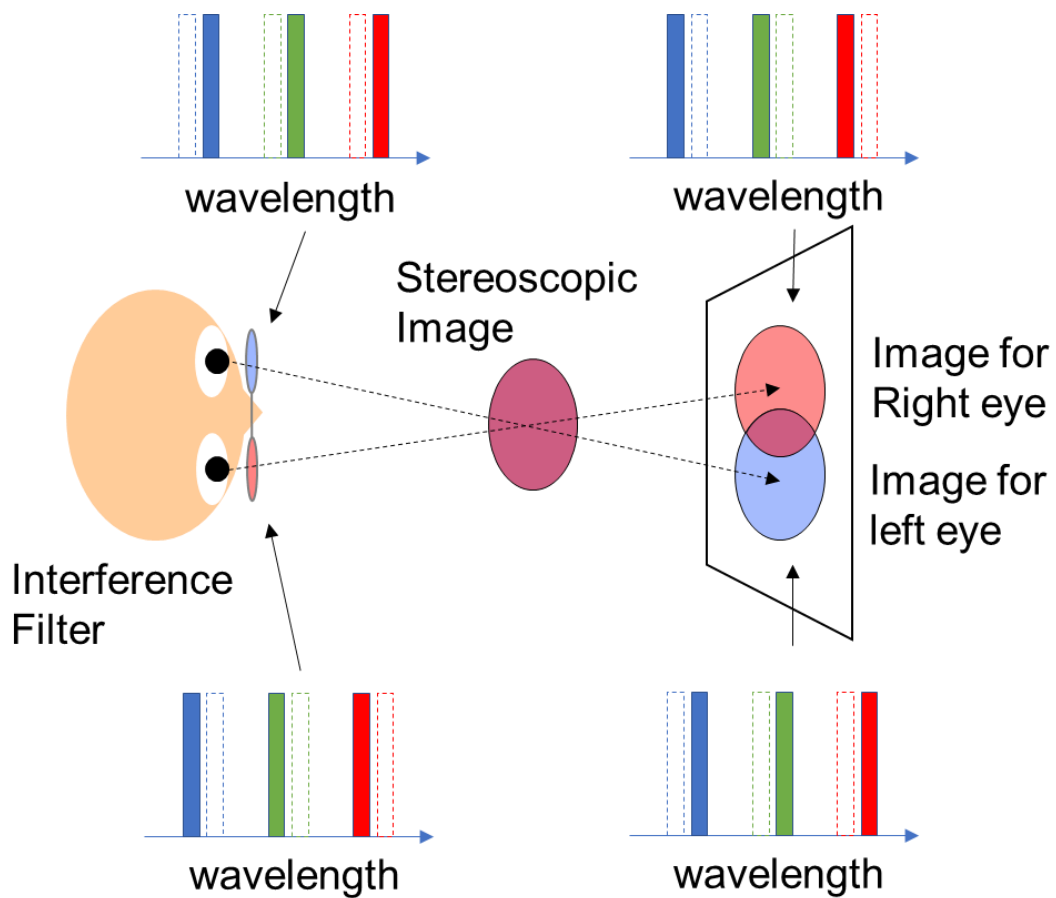 wavelength
wavelength
Stereoscopic
Image
Image for
Right eye
Image for
left eye
Interference
Filter
wavelength
wavelength